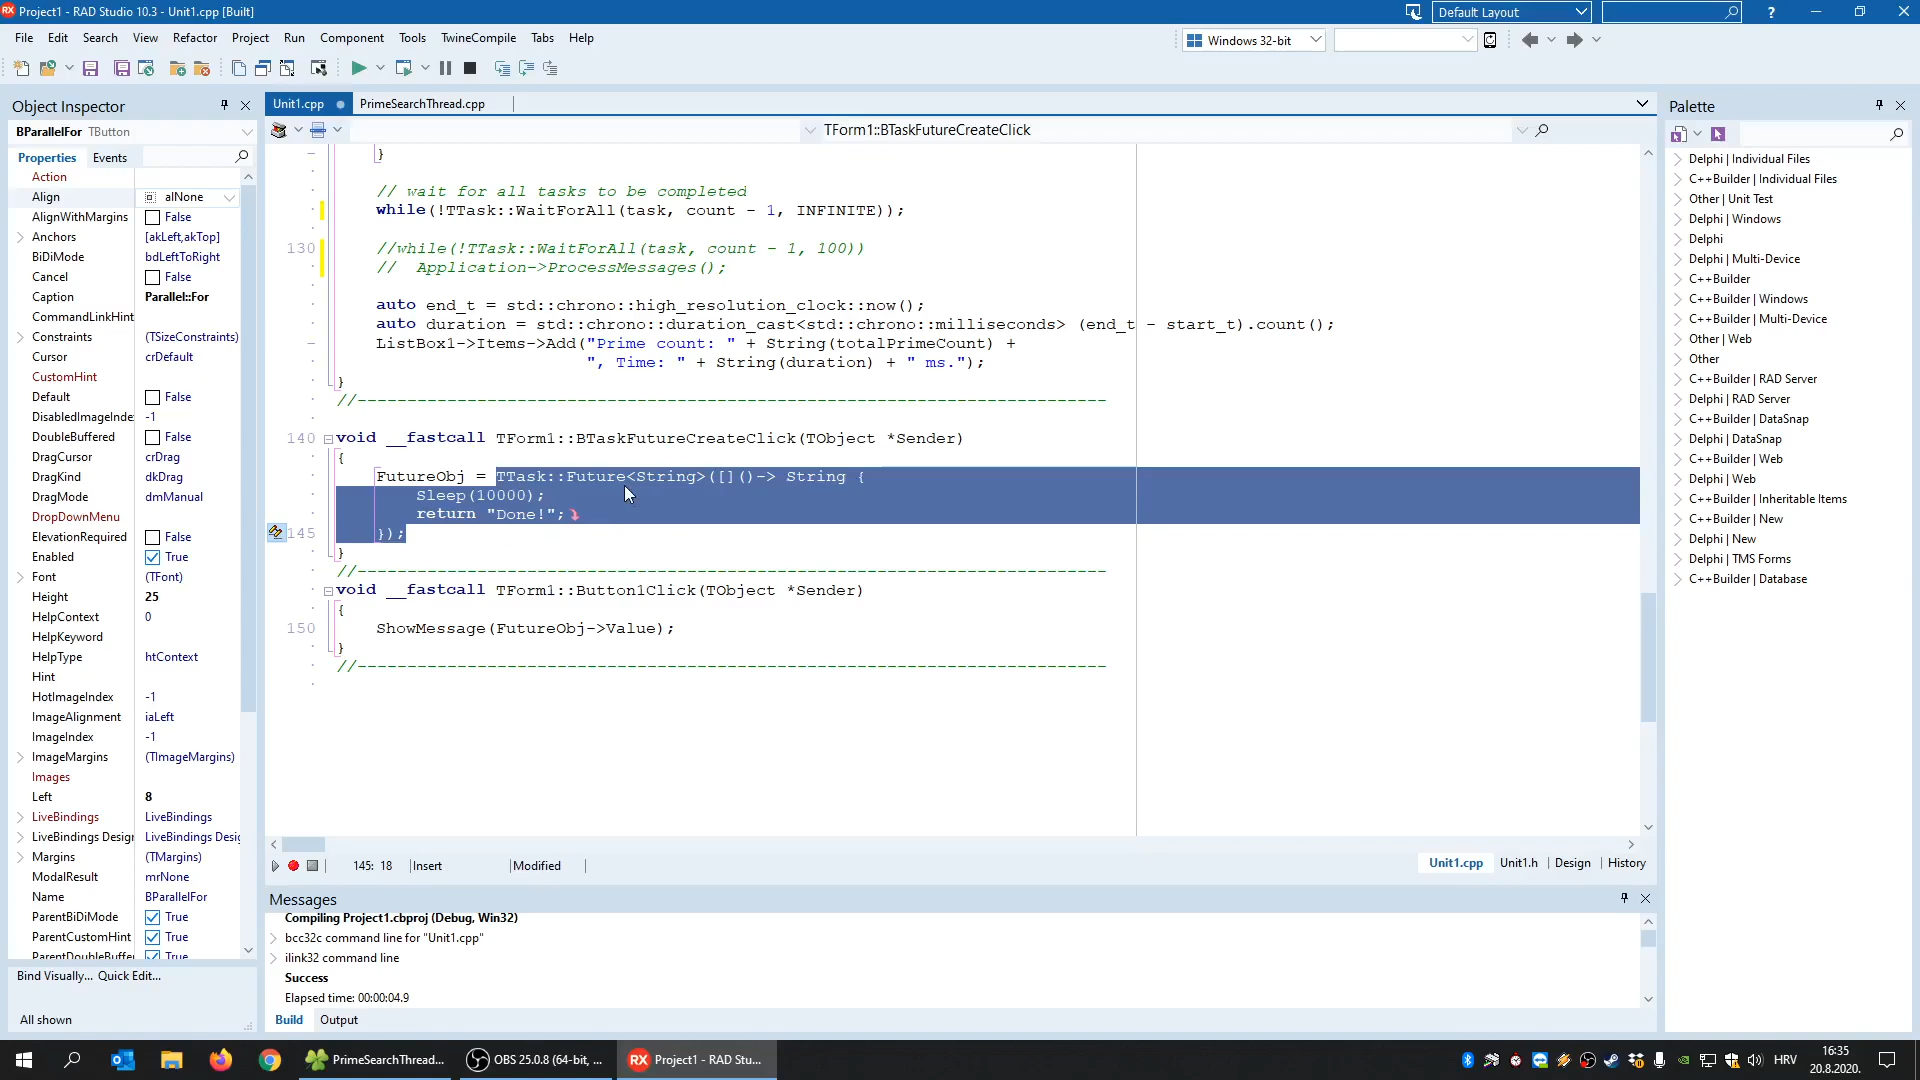 Project1 - RAD Studio 10.3 - Unit1.cpp [Built]
Default Layout
File Edit Search View Refactor Project Run Component Tools TwineCompile Tabs Help
Windows 32-bit
Object Inspector
BParallelFor TButton
Properties Events
Action
Align alNone
AlignWithMargins False
Anchors [akLeft,akTop]
BiDiMode bdLeftToRight
Cancel False
Caption Parallel::For
CommandLinkHint
Constraints (TSizeConstraints)
Cursor crDefault
CustomHint
Default False
DisabledImageInde -1
DoubleBuffered False
DragCursor crDrag
DragKind dkDrag
DragMode dmManual
DropDownMenu
ElevationRequired False
Enabled True
Font (TFont)
Height 25
HelpContext 0
HelpKeyword
HelpType htContext
Hint
HotImageIndex -1
ImageAlignment iaLeft
ImageIndex -1
ImageMargins (TImageMargins)
Images
Left 8
LiveBindings LiveBindings
LiveBindings Desigr LiveBindings Desig
Margins (TMargins)
ModalResult mrNone
Name BParallelFor
ParentBiDiMode True
ParentCustomHint True
ParentDoubleBuffer True
Bind Visually... Quick Edit...
All shown
Unit1.cpp PrimeSearchThread.cpp
TForm1::BTaskFutureCreateClick
}
// wait for all tasks to be completed
while(!TTask::WaitForAll(task, count - 1, INFINITE));
130 //while(!TTask::WaitForAll(task, count - 1, 100))
// Application->ProcessMessages();
auto end_t = std::chrono::high_resolution_clock::now();
auto duration = std::chrono::duration_cast<std::chrono::milliseconds> (end_t - start_t).count();
ListBox1->Items->Add("Prime count: " + String(totalPrimeCount) +
", Time: " + String(duration) + " ms.");
}
//---------------------------------------------------------------------------
140 void __fastcall TForm1::BTaskFutureCreateClick(TObject *Sender)
{
FutureObj = TTask::Future<String>([]()-> String {
Sleep(10000);
return "Done!";
145 });
}
//---------------------------------------------------------------------------
void __fastcall TForm1::Button1Click(TObject *Sender)
{
150 ShowMessage(FutureObj->Value);
}
//---------------------------------------------------------------------------
145: 18 Insert Modified
Unit1.cpp Unit1.h Design History
Messages
Compiling Project1.cbproj (Debug, Win32)
bcc32c command line for "Unit1.cpp"
ilink32 command line
Success
Elapsed time: 00:00:04.9
Build Output
Palette
Delphi | Individual Files
C++Builder | Individual Files
Other | Unit Test
Delphi | Windows
Delphi
Delphi | Multi-Device
C++Builder
C++Builder | Windows
C++Builder | Multi-Device
Other | Web
Other
C++Builder | RAD Server
Delphi | RAD Server
C++Builder | DataSnap
Delphi | DataSnap
C++Builder | Web
Delphi | Web
C++Builder | Inheritable Items
C++Builder | New
Delphi | New
Delphi | TMS Forms
C++Builder | Database
PrimeSearchThread...
OBS 25.0.8 (64-bit, ...
RX Project1 - RAD Stu...
HRV
16:35
20.8.2020.